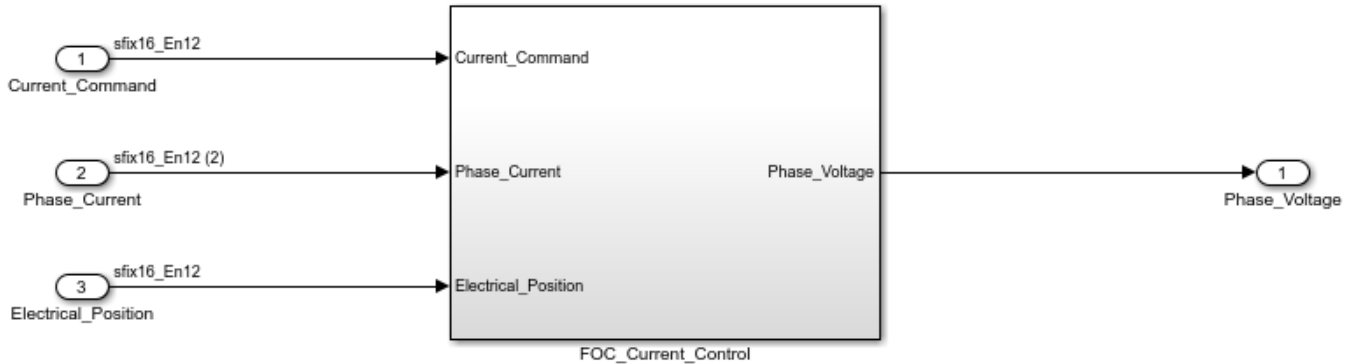 sfix16_En12
1
Current_Command
Current_Command
sfix16_En12 (2)
2
Phase_Current
Phase_Current
Phase_Voltage
1
Phase_Voltage
sfix16_En12
3
Electrical_Position
Electrical_Position
FOC_Current_Control